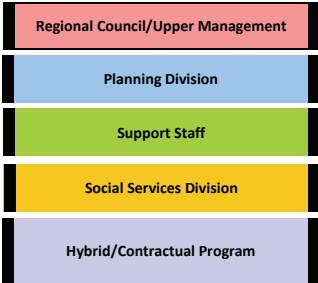 Regional Council/Upper Management
Planning Division
Support Staff
Social Services Division
Hybrid/Contractual Program